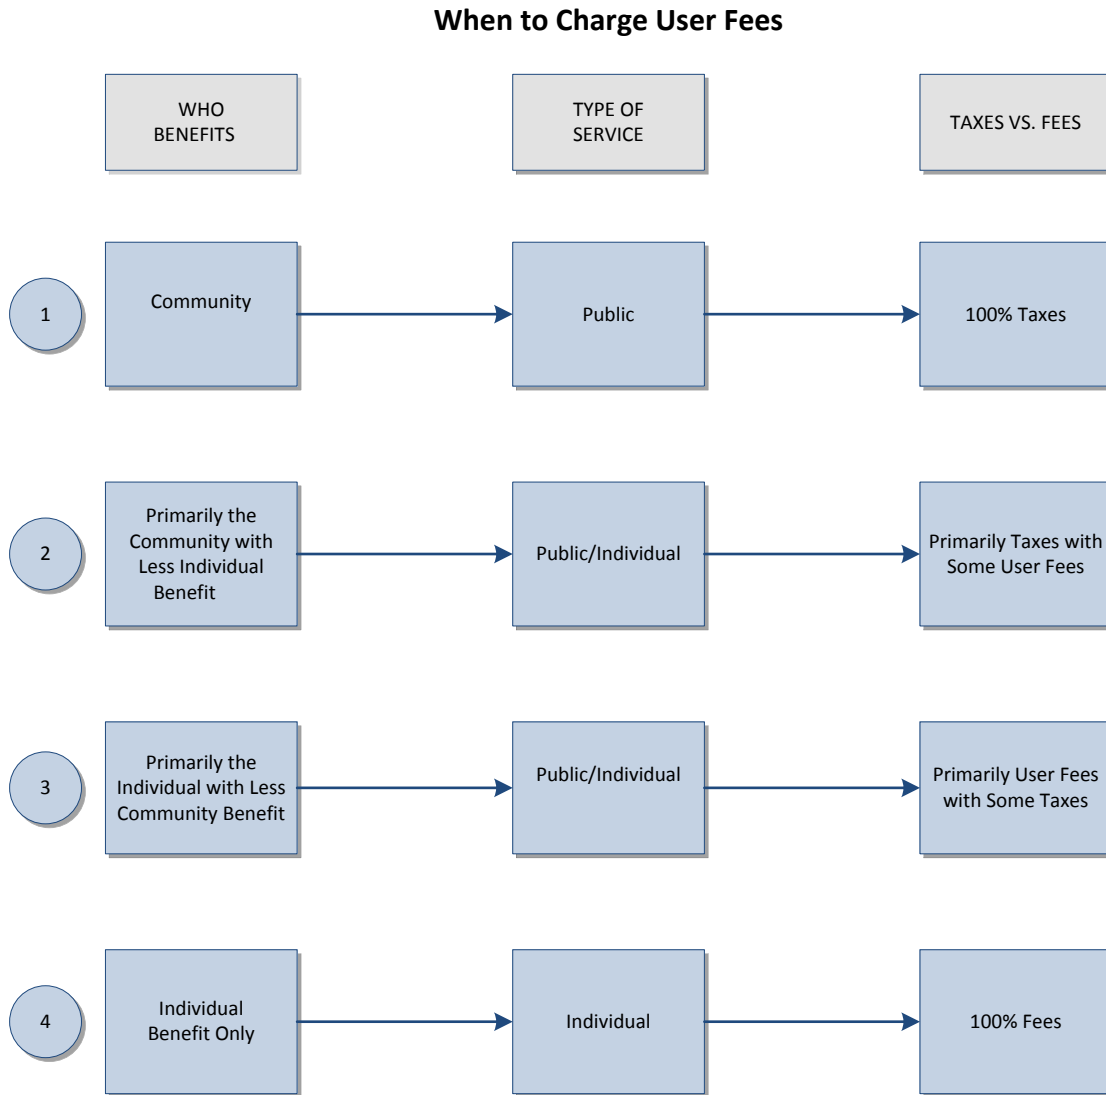 When to Charge User Fees
WHO
BENEFITS
TYPE OF
SERVICE
TAXES VS. FEES
1
Community
Public
100% Taxes
2
Primarily the
Community with
Less Individual
Benefit
Public/Individual
Primarily Taxes with
Some User Fees
3
Primarily the
Individual with Less
Community Benefit
Public/Individual
Primarily User Fees
with Some Taxes
4
Individual
Benefit Only
Individual
100% Fees